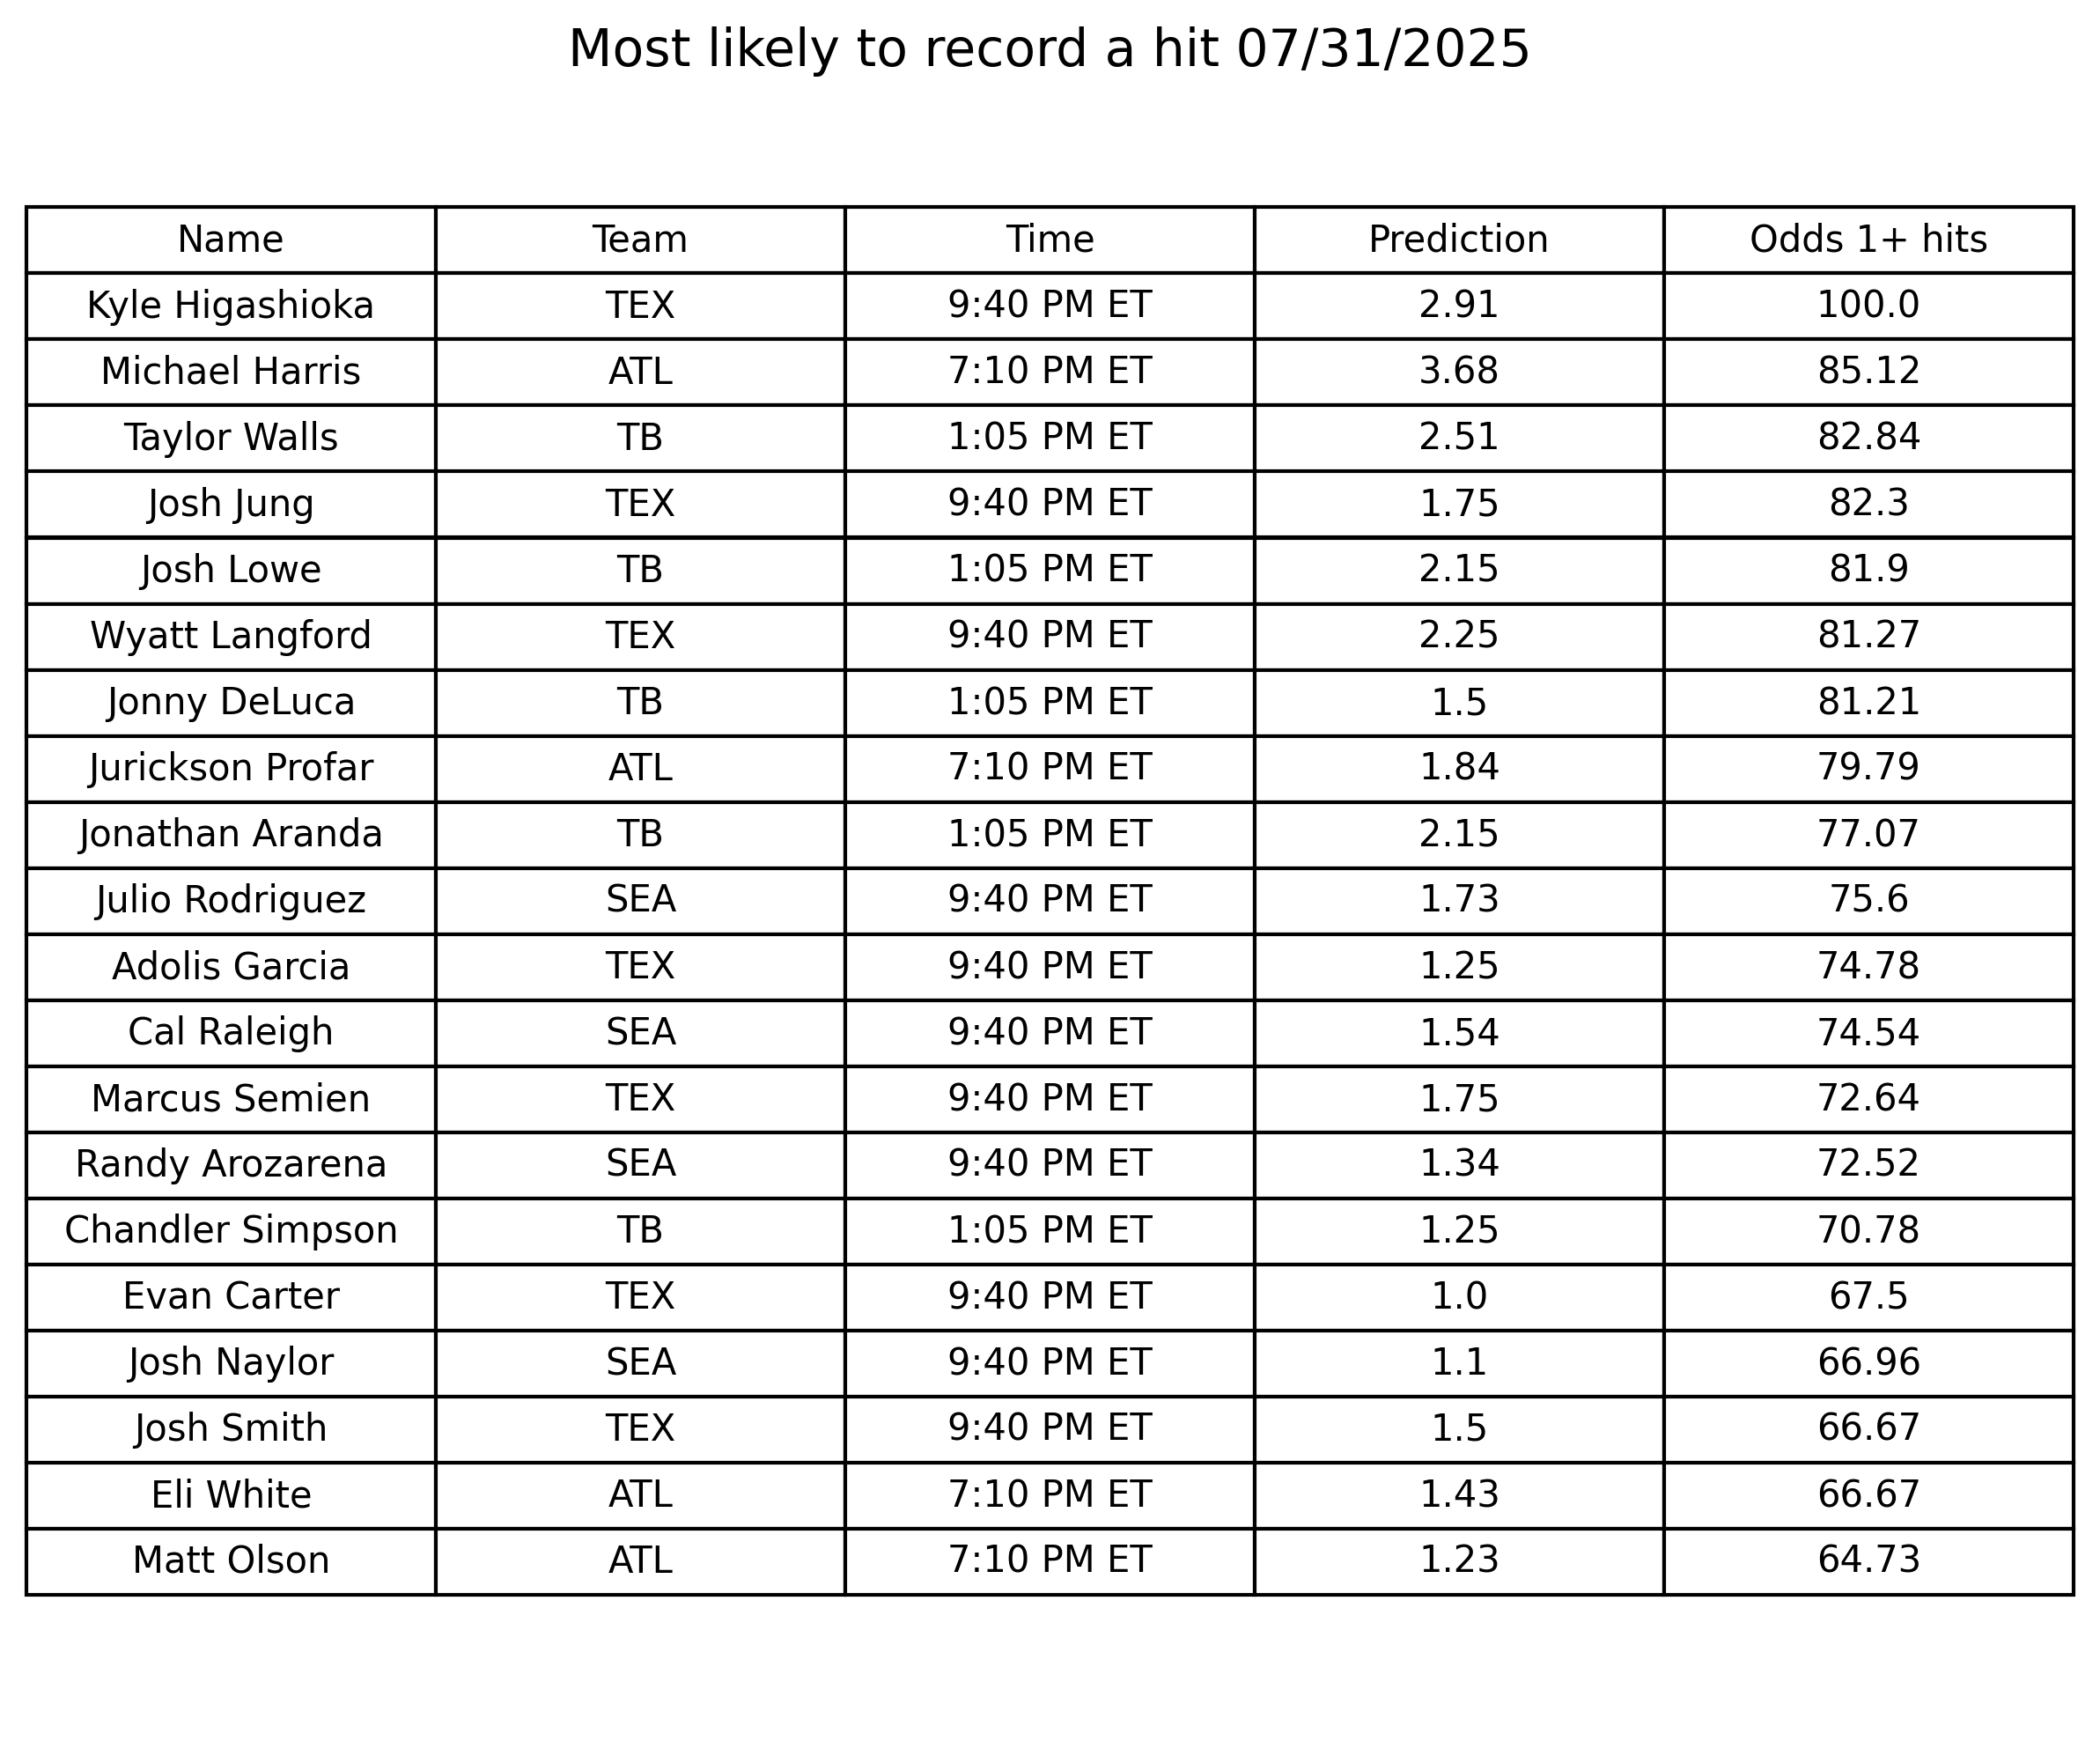 Most likely to record a hit 07/31/2025
Name Team Time Prediction Odds 1+ hits
Kyle Higashioka TEX 9:40 PM ET 2.91 100.0
Michael Harris ATL 7:10 PM ET 3.68 85.12
Taylor Walls TB 1:05 PM ET 2.51 82.84
Josh Jung TEX 9:40 PM ET 1.75 82.3
Josh Lowe TB 1:05 PM ET 2.15 81.9
Wyatt Langford TEX 9:40 PM ET 2.25 81.27
Jonny DeLuca TB 1:05 PM ET 1.5 81.21
Jurickson Profar ATL 7:10 PM ET 1.84 79.79
Jonathan Aranda TB 1:05 PM ET 2.15 77.07
Julio Rodriguez SEA 9:40 PM ET 1.73 75.6
Adolis Garcia TEX 9:40 PM ET 1.25 74.78
Cal Raleigh SEA 9:40 PM ET 1.54 74.54
Marcus Semien TEX 9:40 PM ET 1.75 72.64
Randy Arozarena SEA 9:40 PM ET 1.34 72.52
Chandler Simpson TB 1:05 PM ET 1.25 70.78
Evan Carter TEX 9:40 PM ET 1.0 67.5
Josh Naylor SEA 9:40 PM ET 1.1 66.96
Josh Smith TEX 9:40 PM ET 1.5 66.67
Eli White ATL 7:10 PM ET 1.43 66.67
Matt Olson ATL 7:10 PM ET 1.23 64.73